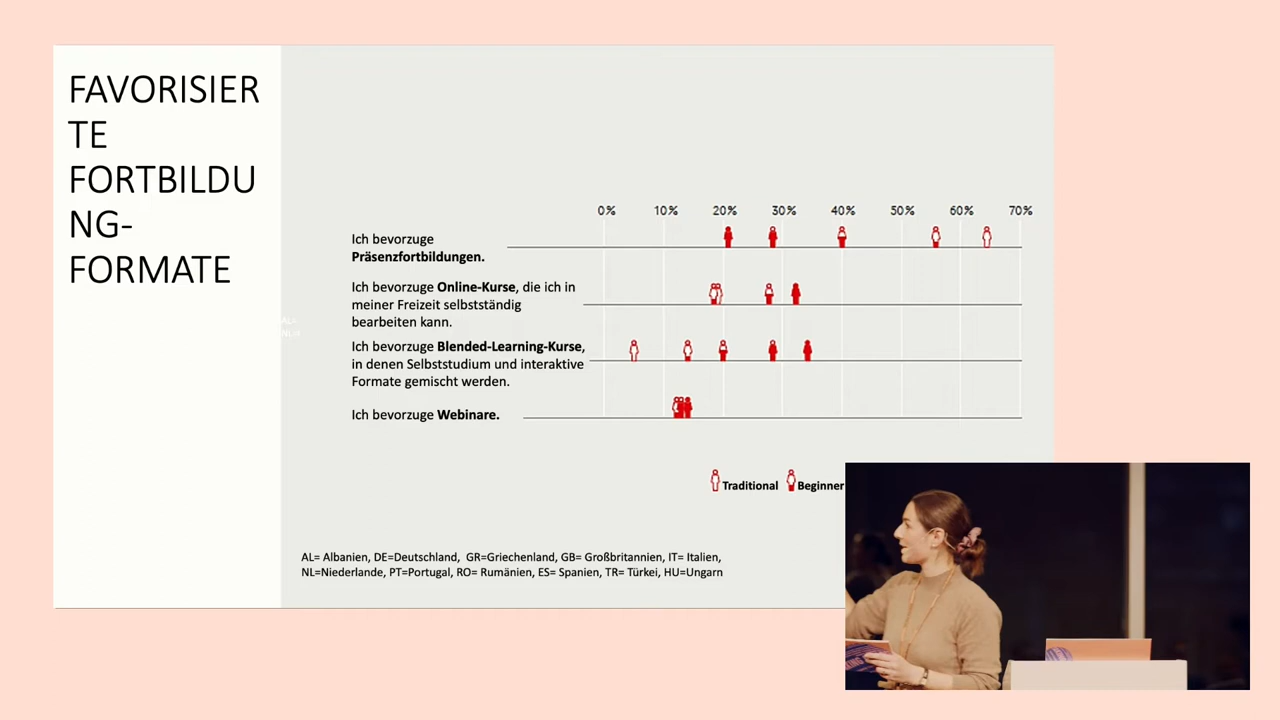 FAVORISIER
TE
FORTBILDU
NG-
FORMATE
0% 10% 20% 30% 40% 50% 60% 70%
Ich bevorzuge
Präsenzfortbildungen.
Ich bevorzuge Online-Kurse, die ich in
meiner Freizeit selbstständig
bearbeiten kann.
Ich bevorzuge Blended-Learning-Kurse,
in denen Selbststudium und interaktive
Formate gemischt werden.
Ich bevorzuge Webinare.
Traditional Beginner
AL= Albanien, DE=Deutschland, GR=Griechenland, GB= Großbritannien, IT= Italien,
NL=Niederlande, PT=Portugal, RO= Rumänien, ES= Spanien, TR= Türkei, HU=Ungarn